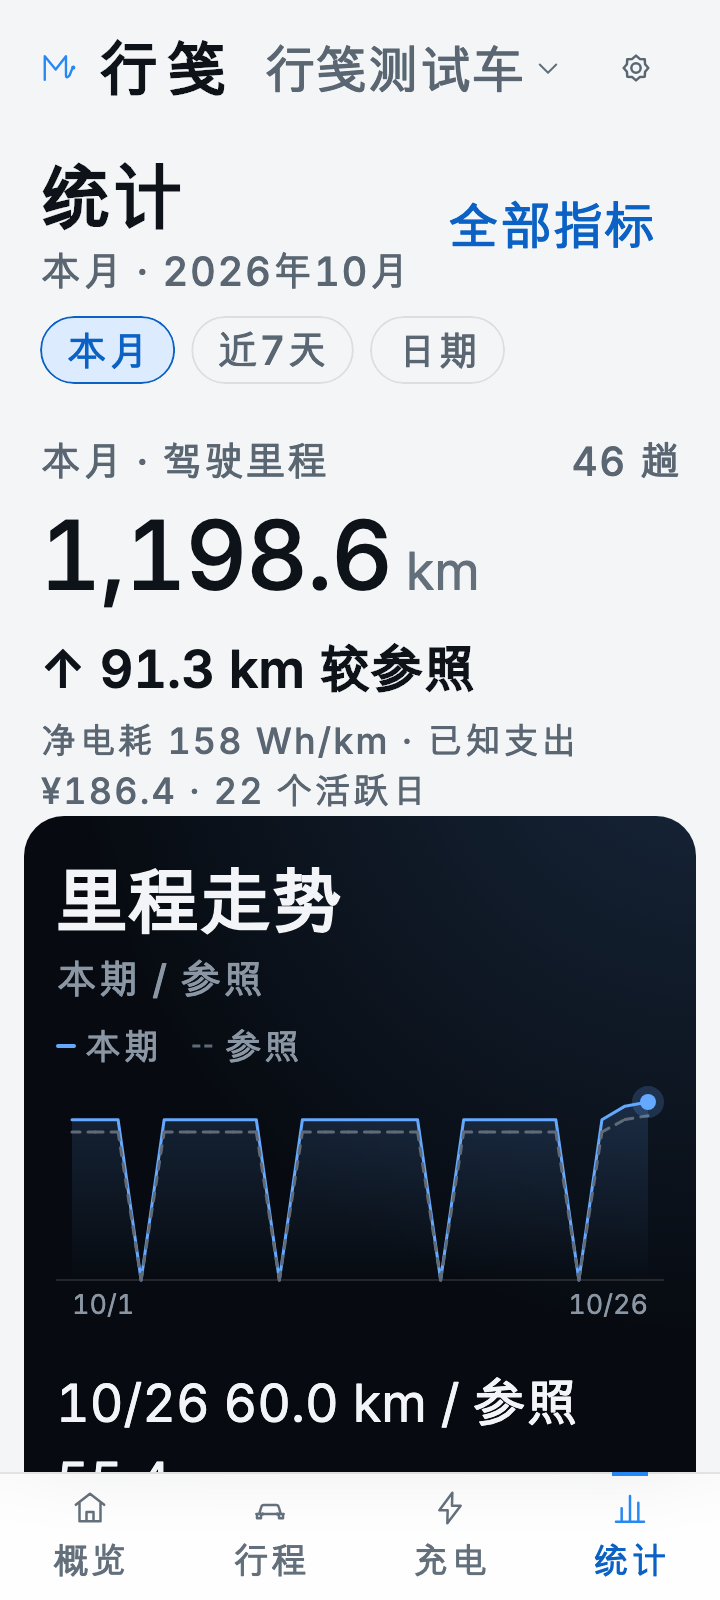 行笺 行笺测试车
统计
全部指标
本月 · 2026年10月
本月 近7天 日期
本月 · 驾驶里程 46 趟
1,198.6 km
↑ 91.3 km 较参照
净电耗 158 Wh/km · 已知支出
¥186.4 · 22 个活跃日
里程走势
本期 / 参照
本期 参照
10/1 10/26
10/26 60.0 km / 参照
55.4
概览 行程 充电 统计